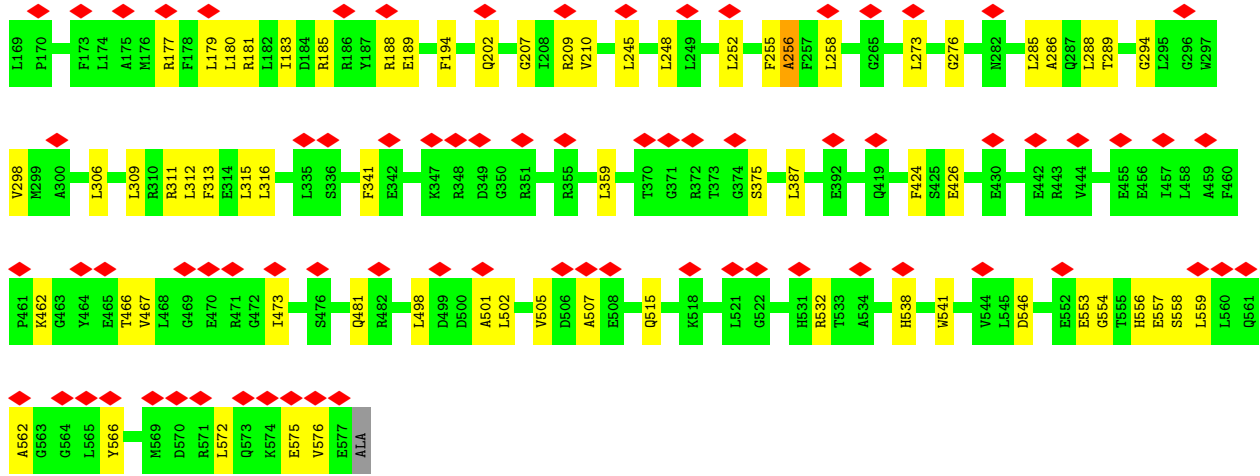 L169 P170 F173 L174 A175 M176 R177 F178 L179 L180 R181 L182 I183 D184 R185 R186 Y187 R188 E189 F194 Q202 G207 I208 R209 V210 L245 L248 L249 L252 F255 A256 F257 L258 G265 L273 G276 N282 L285 A286 Q287 L288 T289 G294 L295 G296 W297
V298 M299 A300 L306 L309 R310 R311 L312 F313 E314 L315 L316 L335 S336 F341 E342 K347 R348 D349 G350 R351 R355 L359 T370 G371 R372 T373 G374 S375 L387 E392 Q419 F424 S425 E426 E430 E442 R443 V444 E455 E456 I457 L458 A459 F460
P461 K462 G463 Y464 E465 T466 V467 L468 G469 E470 R471 G472 I473 S476 Q481 R482 L498 D499 D500 A501 L502 V505 D506 A507 E508 Q515 K518 L521 G522 H531 R532 T533 A534 H538 W541 V544 L545 D546 E552 E553 G554 T555 H556 E557 S558 L559 L560 Q561
A562 G563 G564 L565 Y566 M569 D570 R571 L572 Q573 K574 E575 V576 E577 ALA